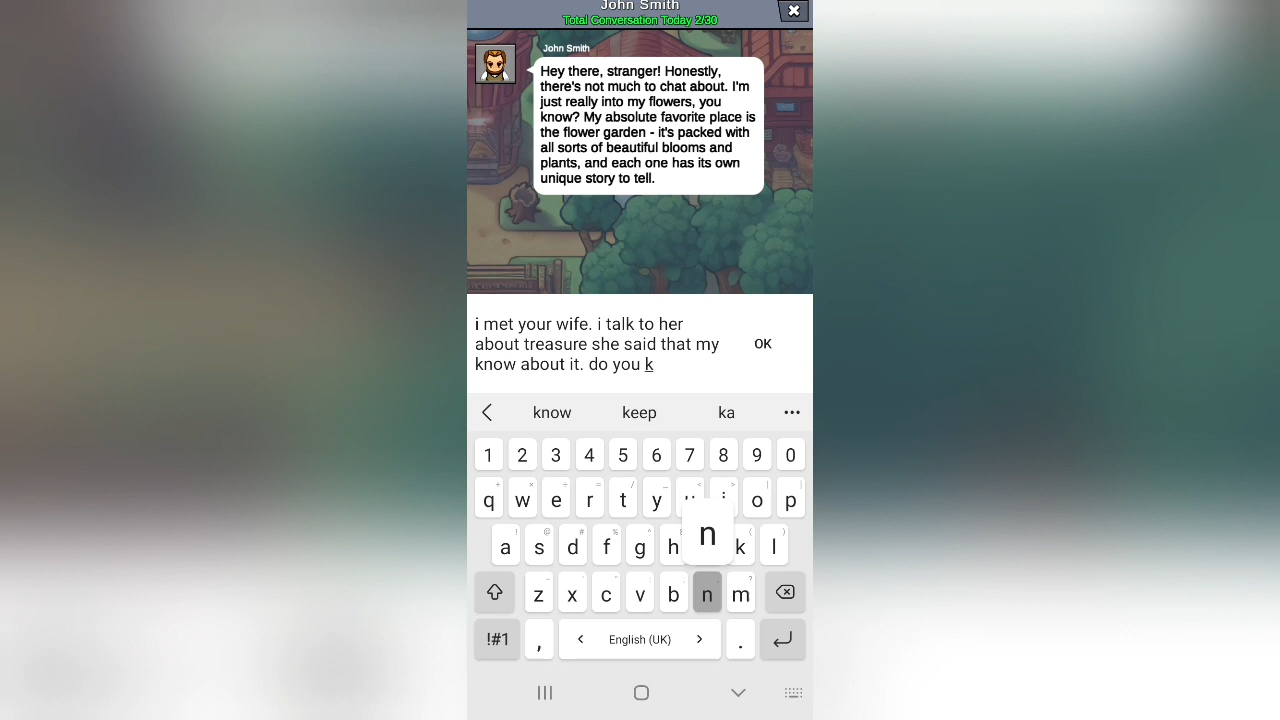 John Smith
Total Conversation Today 2/30
John Smith
Hey there, stranger! Honestly,
there's not much to chat about. I'm
just really into my flowers, you
know? My absolute favorite place is
the flower garden - it's packed with
all sorts of beautiful blooms and
plants, and each one has its own
unique story to tell.
i met your wife. i talk to her
about treasure she said that my
know about it. do you k
OK
know keep ka
1 2 3 4 5 6 7 8 9 0
q w e r t y o p
n
a s d f g h k l
z x c v b n m
!#1 , < English (UK) > .